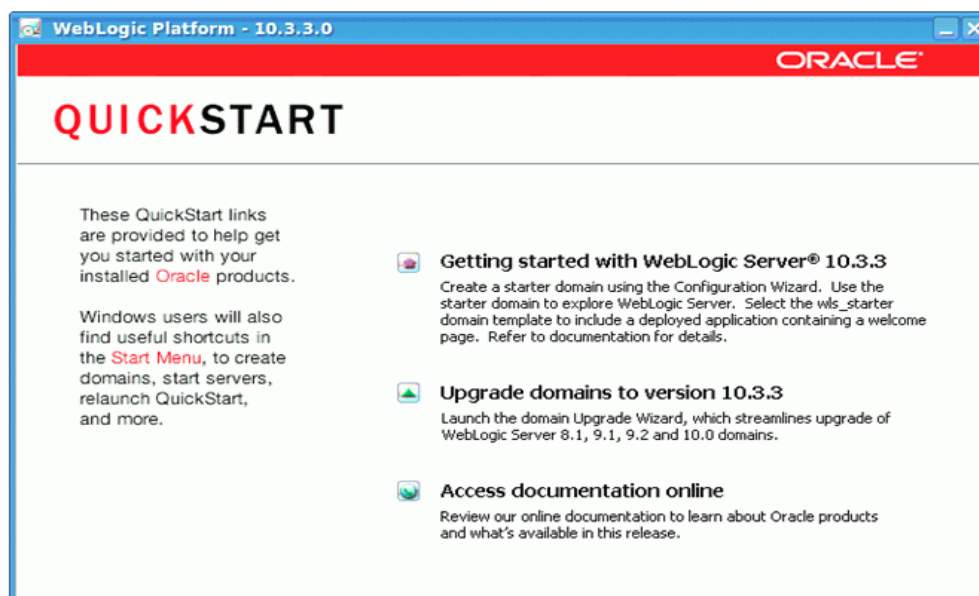 WebLogic Platform - 10.3.3.0
ORACLE
QUICKSTART
These QuickStart links
are provided to help get
you started with your
installed Oracle products.
Windows users will also
find useful shortcuts in
the Start Menu, to create
domains, start servers,
relaunch QuickStart,
and more.
Getting started with WebLogic Server® 10.3.3
Create a starter domain using the Configuration Wizard. Use the
starter domain to explore WebLogic Server. Select the wls_starter
domain template to include a deployed application containing a welcome
page. Refer to documentation for details.
Upgrade domains to version 10.3.3
Launch the domain Upgrade Wizard, which streamlines upgrade of
WebLogic Server 8.1, 9.1, 9.2 and 10.0 domains.
Access documentation online
Review our online documentation to learn about Oracle products
and what's available in this release.